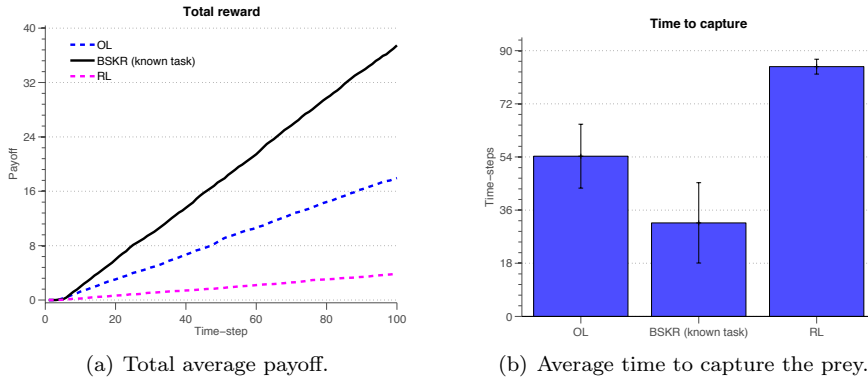 Total reward
40
32
24
16
8
0
Payoff
OL
BSKR (known task)
RL
0
20
40
60
80
100
Time-step
(a) Total average payoff.
Time to capture
90
72
54
36
18
0
Time-steps
OL
BSKR (known task)
RL
(b) Average time to capture the prey.